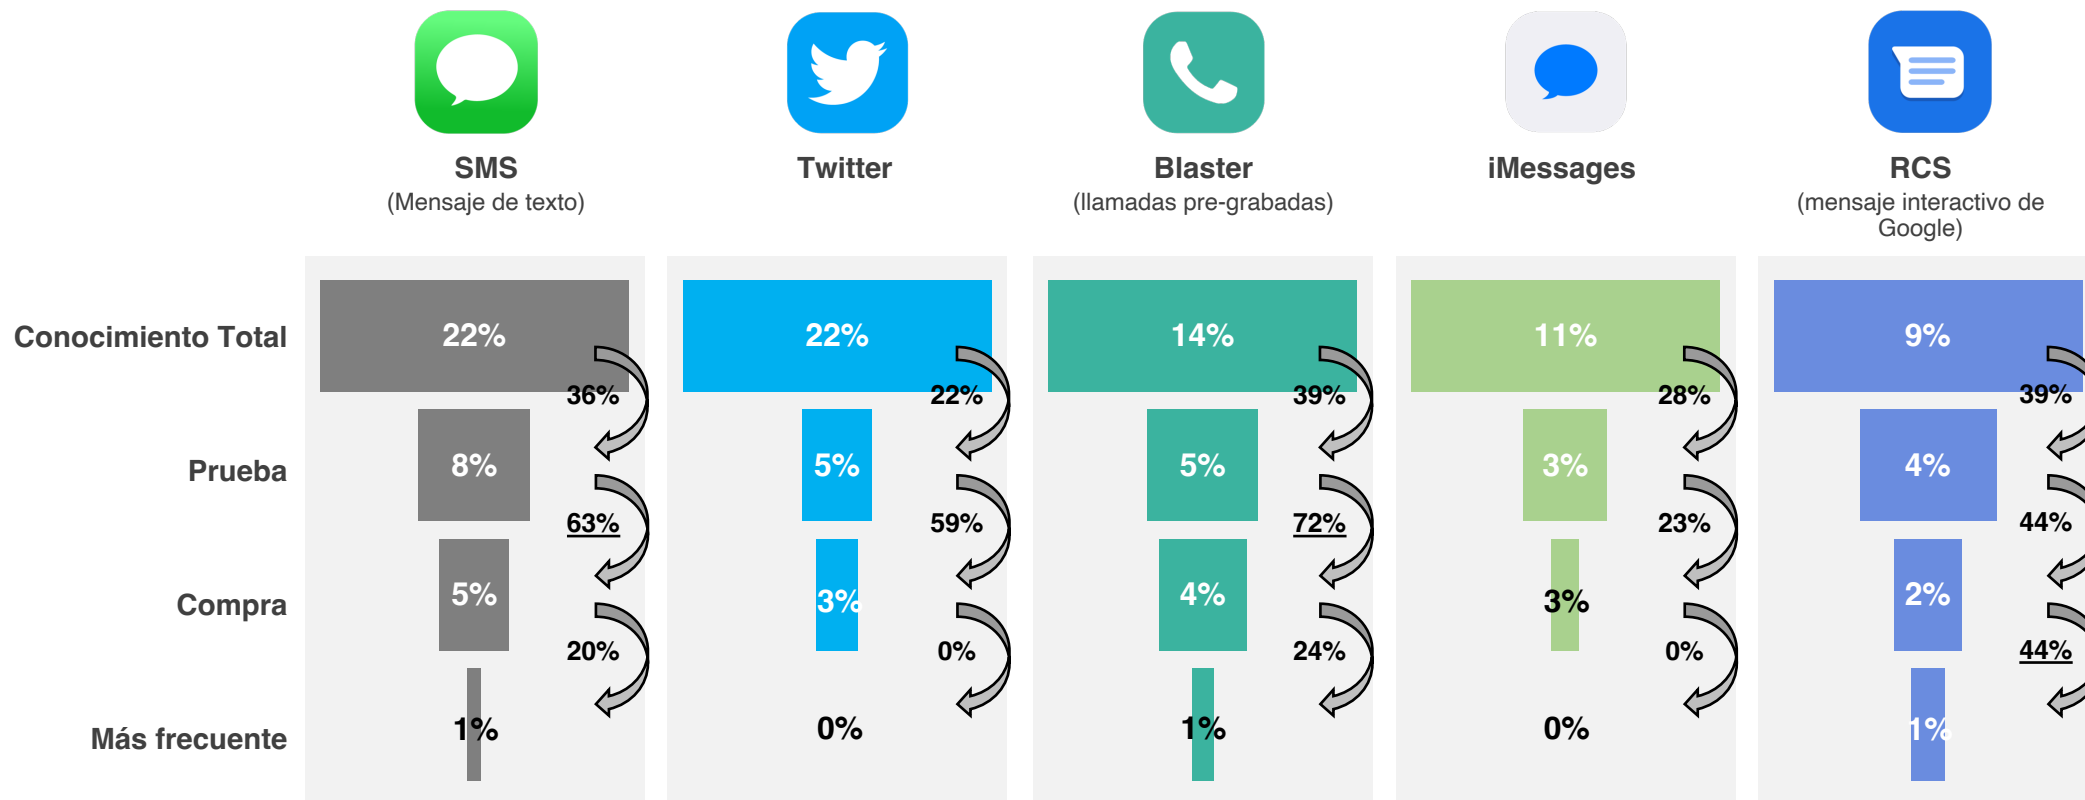 SMS
(Mensaje de texto)
Twitter
Blaster
(llamadas pre-grabadas)
iMessages
RCS
(mensaje interactivo de
Google)
Conocimiento Total
22%
22%
14%
11%
9%
36%
22%
39%
28%
39%
Prueba
8%
5%
5%
3%
4%
63%
59%
72%
23%
44%
Compra
5%
3%
4%
3%
2%
20%
0%
24%
0%
44%
Más frecuente
1%
0%
1%
0%
1%